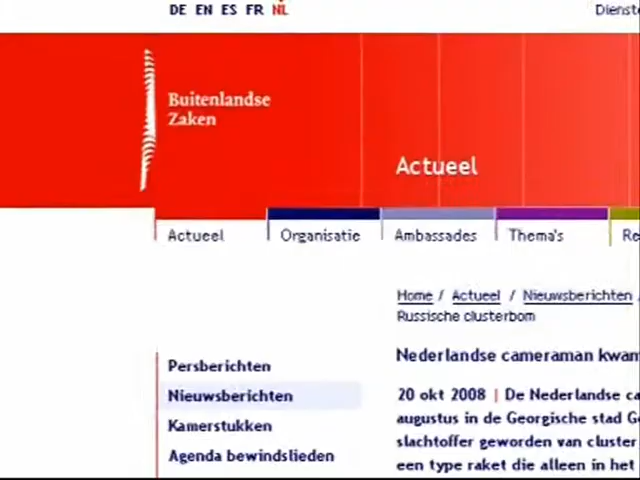 DE EN ES FR NL
Buitenlandse
Zaken
Actueel
Actueel Organisatie Ambassades Thema's
Home / Actueel / Nieuwsberichten /
Russische clusterbom
Nederlandse cameraman kwam
Persberichten
Nieuwsberichten
Kamerstukken
Agenda bewindslieden
20 okt 2008 | De Nederlandse
augustus in de Georgische stad
slachtoffer geworden van cluster
een type raket die alleen in het